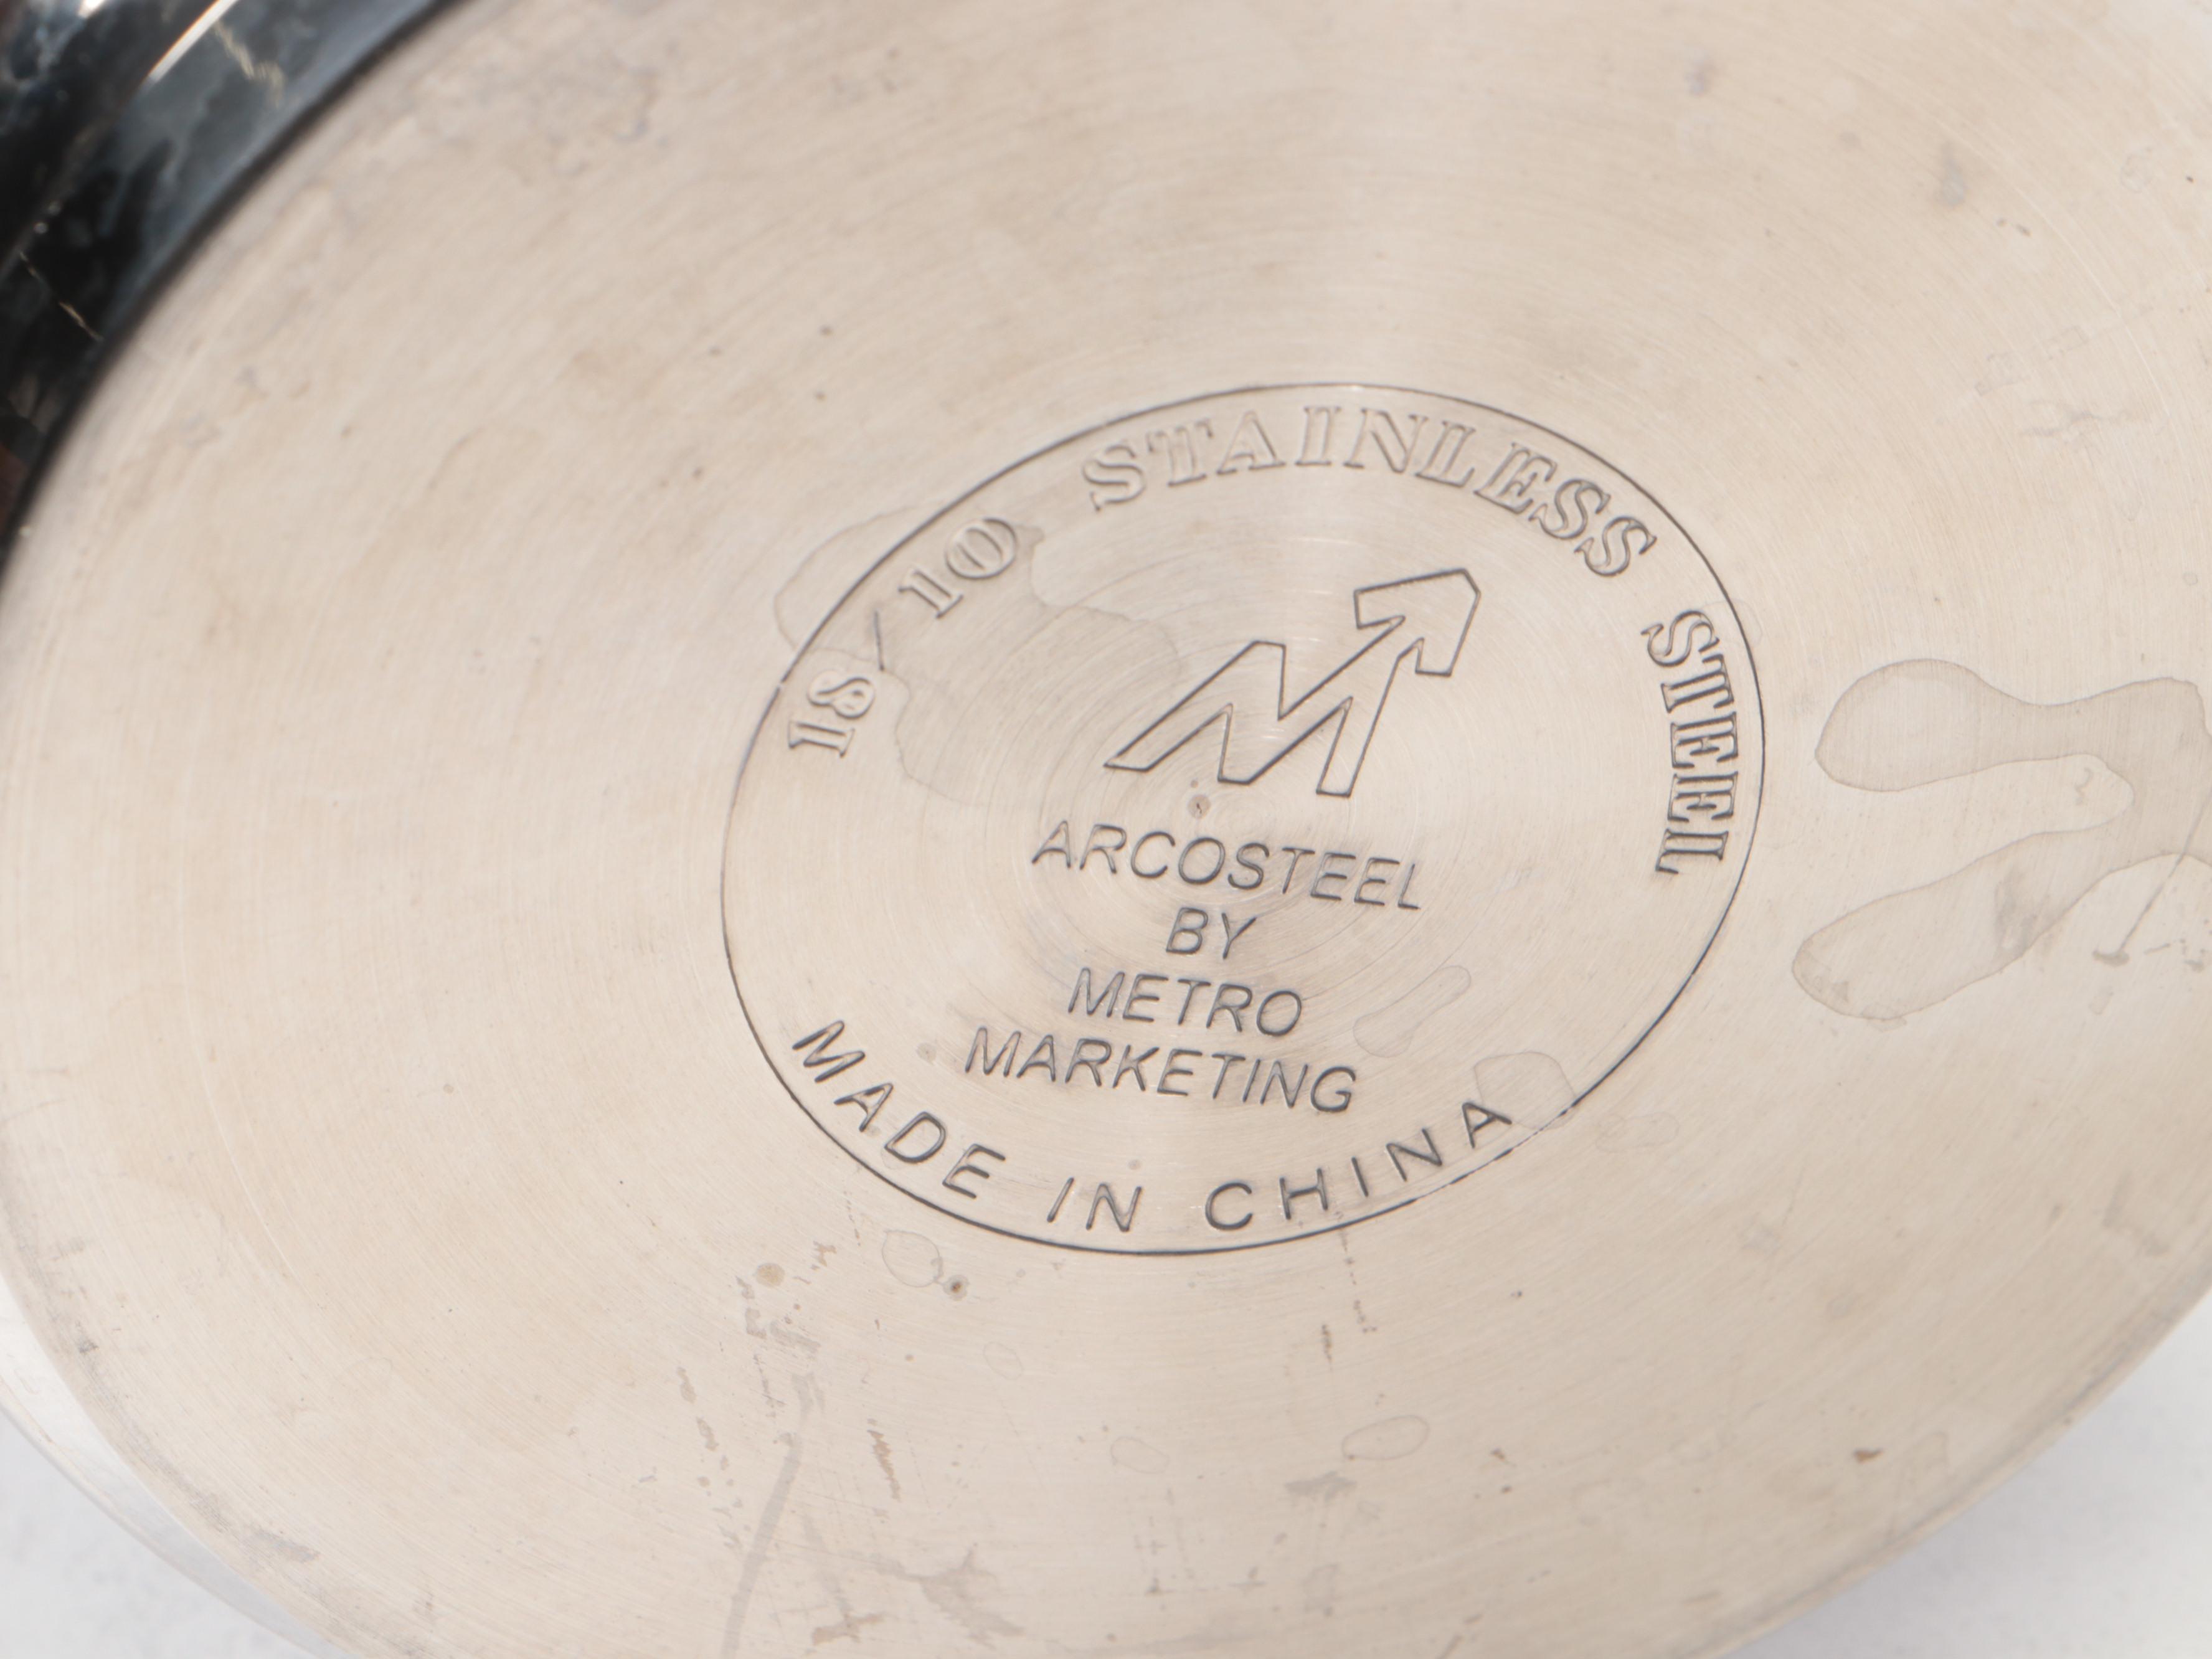 18/10 STAINLESS STEEL
ARCOSTEEL
BY
METRO
MARKETING
MADE IN CHINA